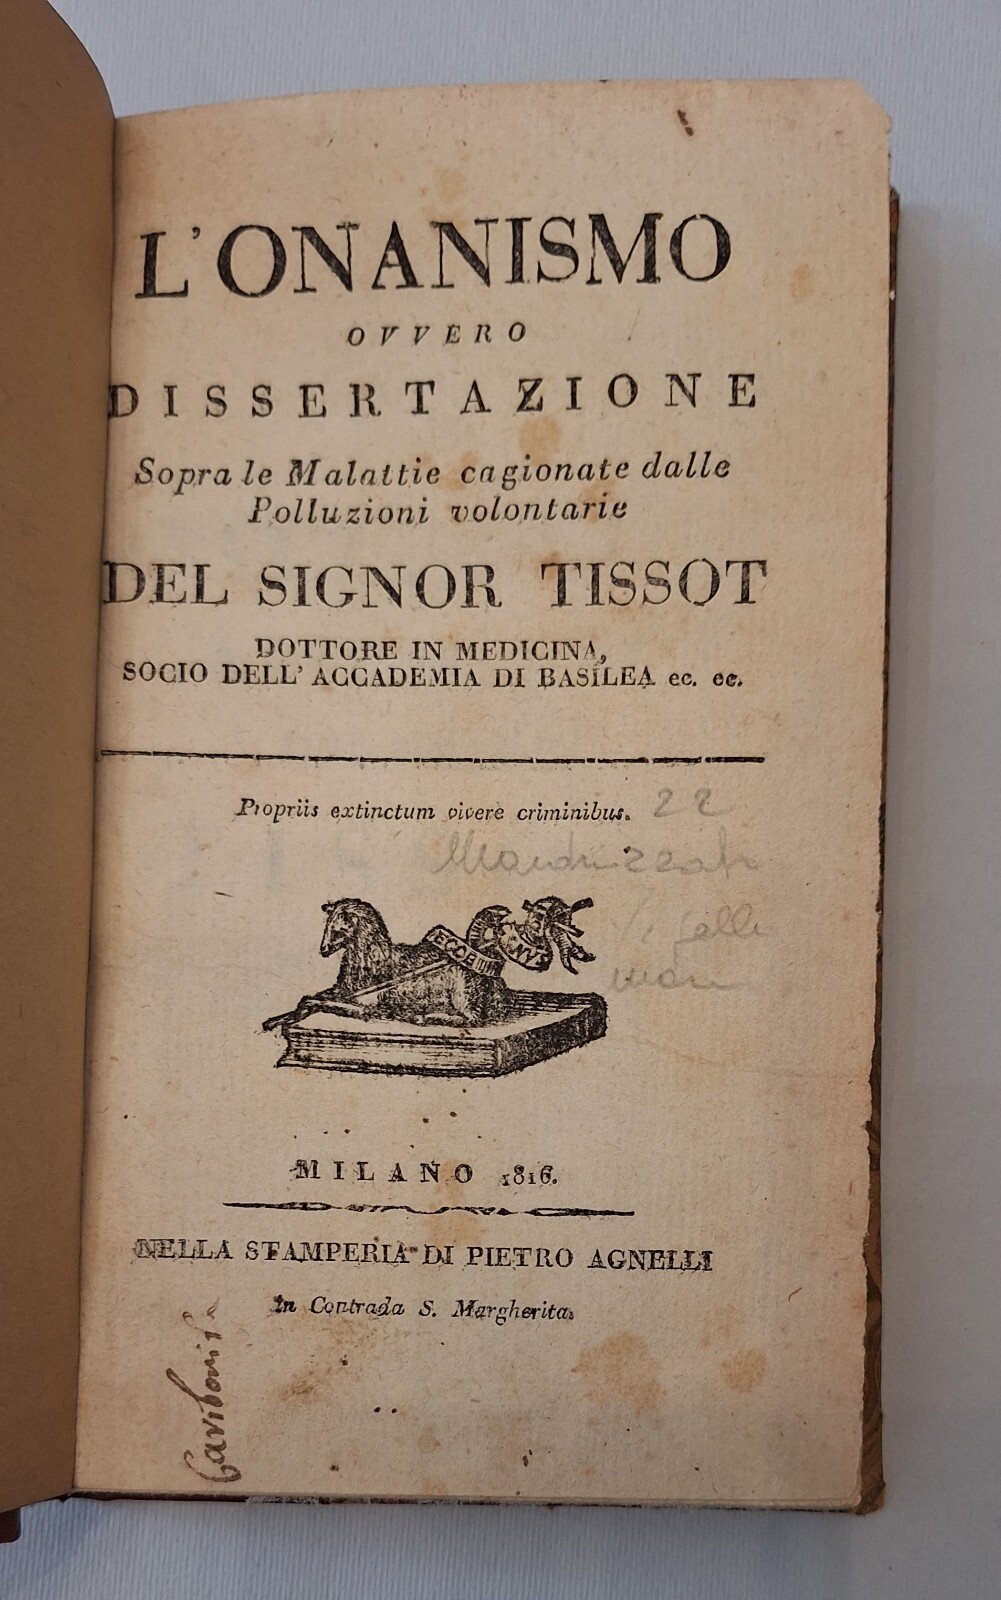 L'ONANISMO
OVVERO
DISSERTAZIONE
Sopra le Malattie cagionate dalle
Polluzioni volontarie
DEL SIGNOR TISSOT
DOTTORE IN MEDICINA,
SOCIO DELL' ACCADEMIA DI BASILEA ec. ec.
Propriis extinctum vivere criminibus. 22
MILANO 1816.
NELLA STAMPERIA DI PIETRO AGNELLI
In Contrada S. Margherita.